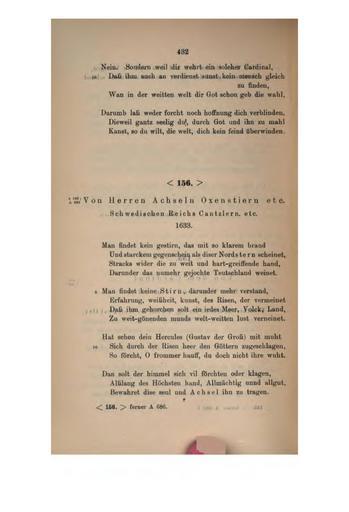 432
Nein. Sondern weil dir wehrt ein solcher Cardinal,
Daß ihm auch an verdienst sunst kein mensch gleich
zu finden,
Wan in der weitten welt dir Got schon geb die wahl,
Darumb laß weder forcht noch hoffnung dich verblinden,
Dieweil gantz seelig du, durch Got und ihn zu mahl
Kanst, so du wilt, die welt, dich kein feind überwinden.
< 156. >
Von Herren Achseln Oxenstiern etc.
Schwedischen Reichs Cantzlern. etc.
1633.
Man findet kein gestirn, das mit so klarem brand
Und starckem gegenschein als diser Nordstern scheinet,
Stracks wider die zu weit und hart-greiffende hand,
Darunder das numehr gejochte Teutschland weinet.
5 Man findet keine Stirn, darunder mehr verstand,
Erfahrung, weißheit, kunst, des Risen, der vermeinet
Daß ihm gehorchen solt ein jedes Meer, Volck, Land,
Zu weit-gönenden munds welt-weitten lust verneinet.
Hat schon dein Hercules (Gustav der Groß) mit muht
10 Sich durch der Risen heer den Göttern zugeschlagen,
So förcht, O frommer hauff, du doch nicht ihre wuht.
Dan solt der himmel sich vil förchten oder klagen,
Alßlang des Höchsten hand, Allmächtig unnd allgut,
Bewahret dise seul und Achsel ihn zu tragen.
< 156. > ferner A 686.